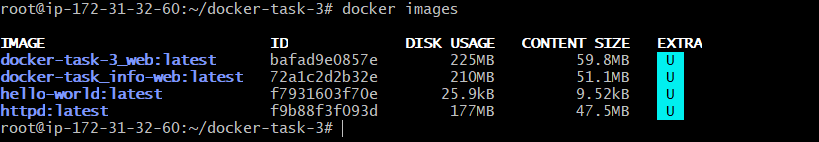 root@ip-172-31-32-60:~/docker-task-3# docker images
IMAGE ID DISK USAGE CONTENT SIZE EXTRA
docker-task-3_web:latest bafad9e0857e 225MB 59.8MB U
docker-task_info-web:latest 72a1c2d2b32e 210MB 51.1MB U
hello-world:latest f7931603f70e 25.9kB 9.52kB U
httpd:latest f9b88f3f093d 177MB 47.5MB U
root@ip-172-31-32-60:~/docker-task-3#